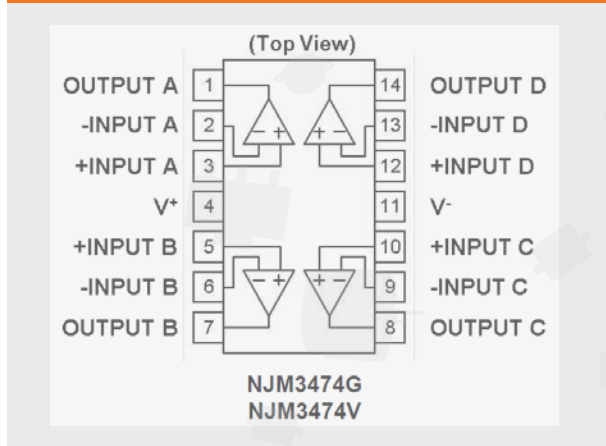 (Top View)
OUTPUT A 1 14 OUTPUT D
-INPUT A 2 - + + - 13 -INPUT D
+INPUT A 3 12 +INPUT D
V+ 4 11 V-
+INPUT B 5 10 +INPUT C
-INPUT B 6 - + + - 9 -INPUT C
OUTPUT B 7 8 OUTPUT C
NJM3474G
NJM3474V